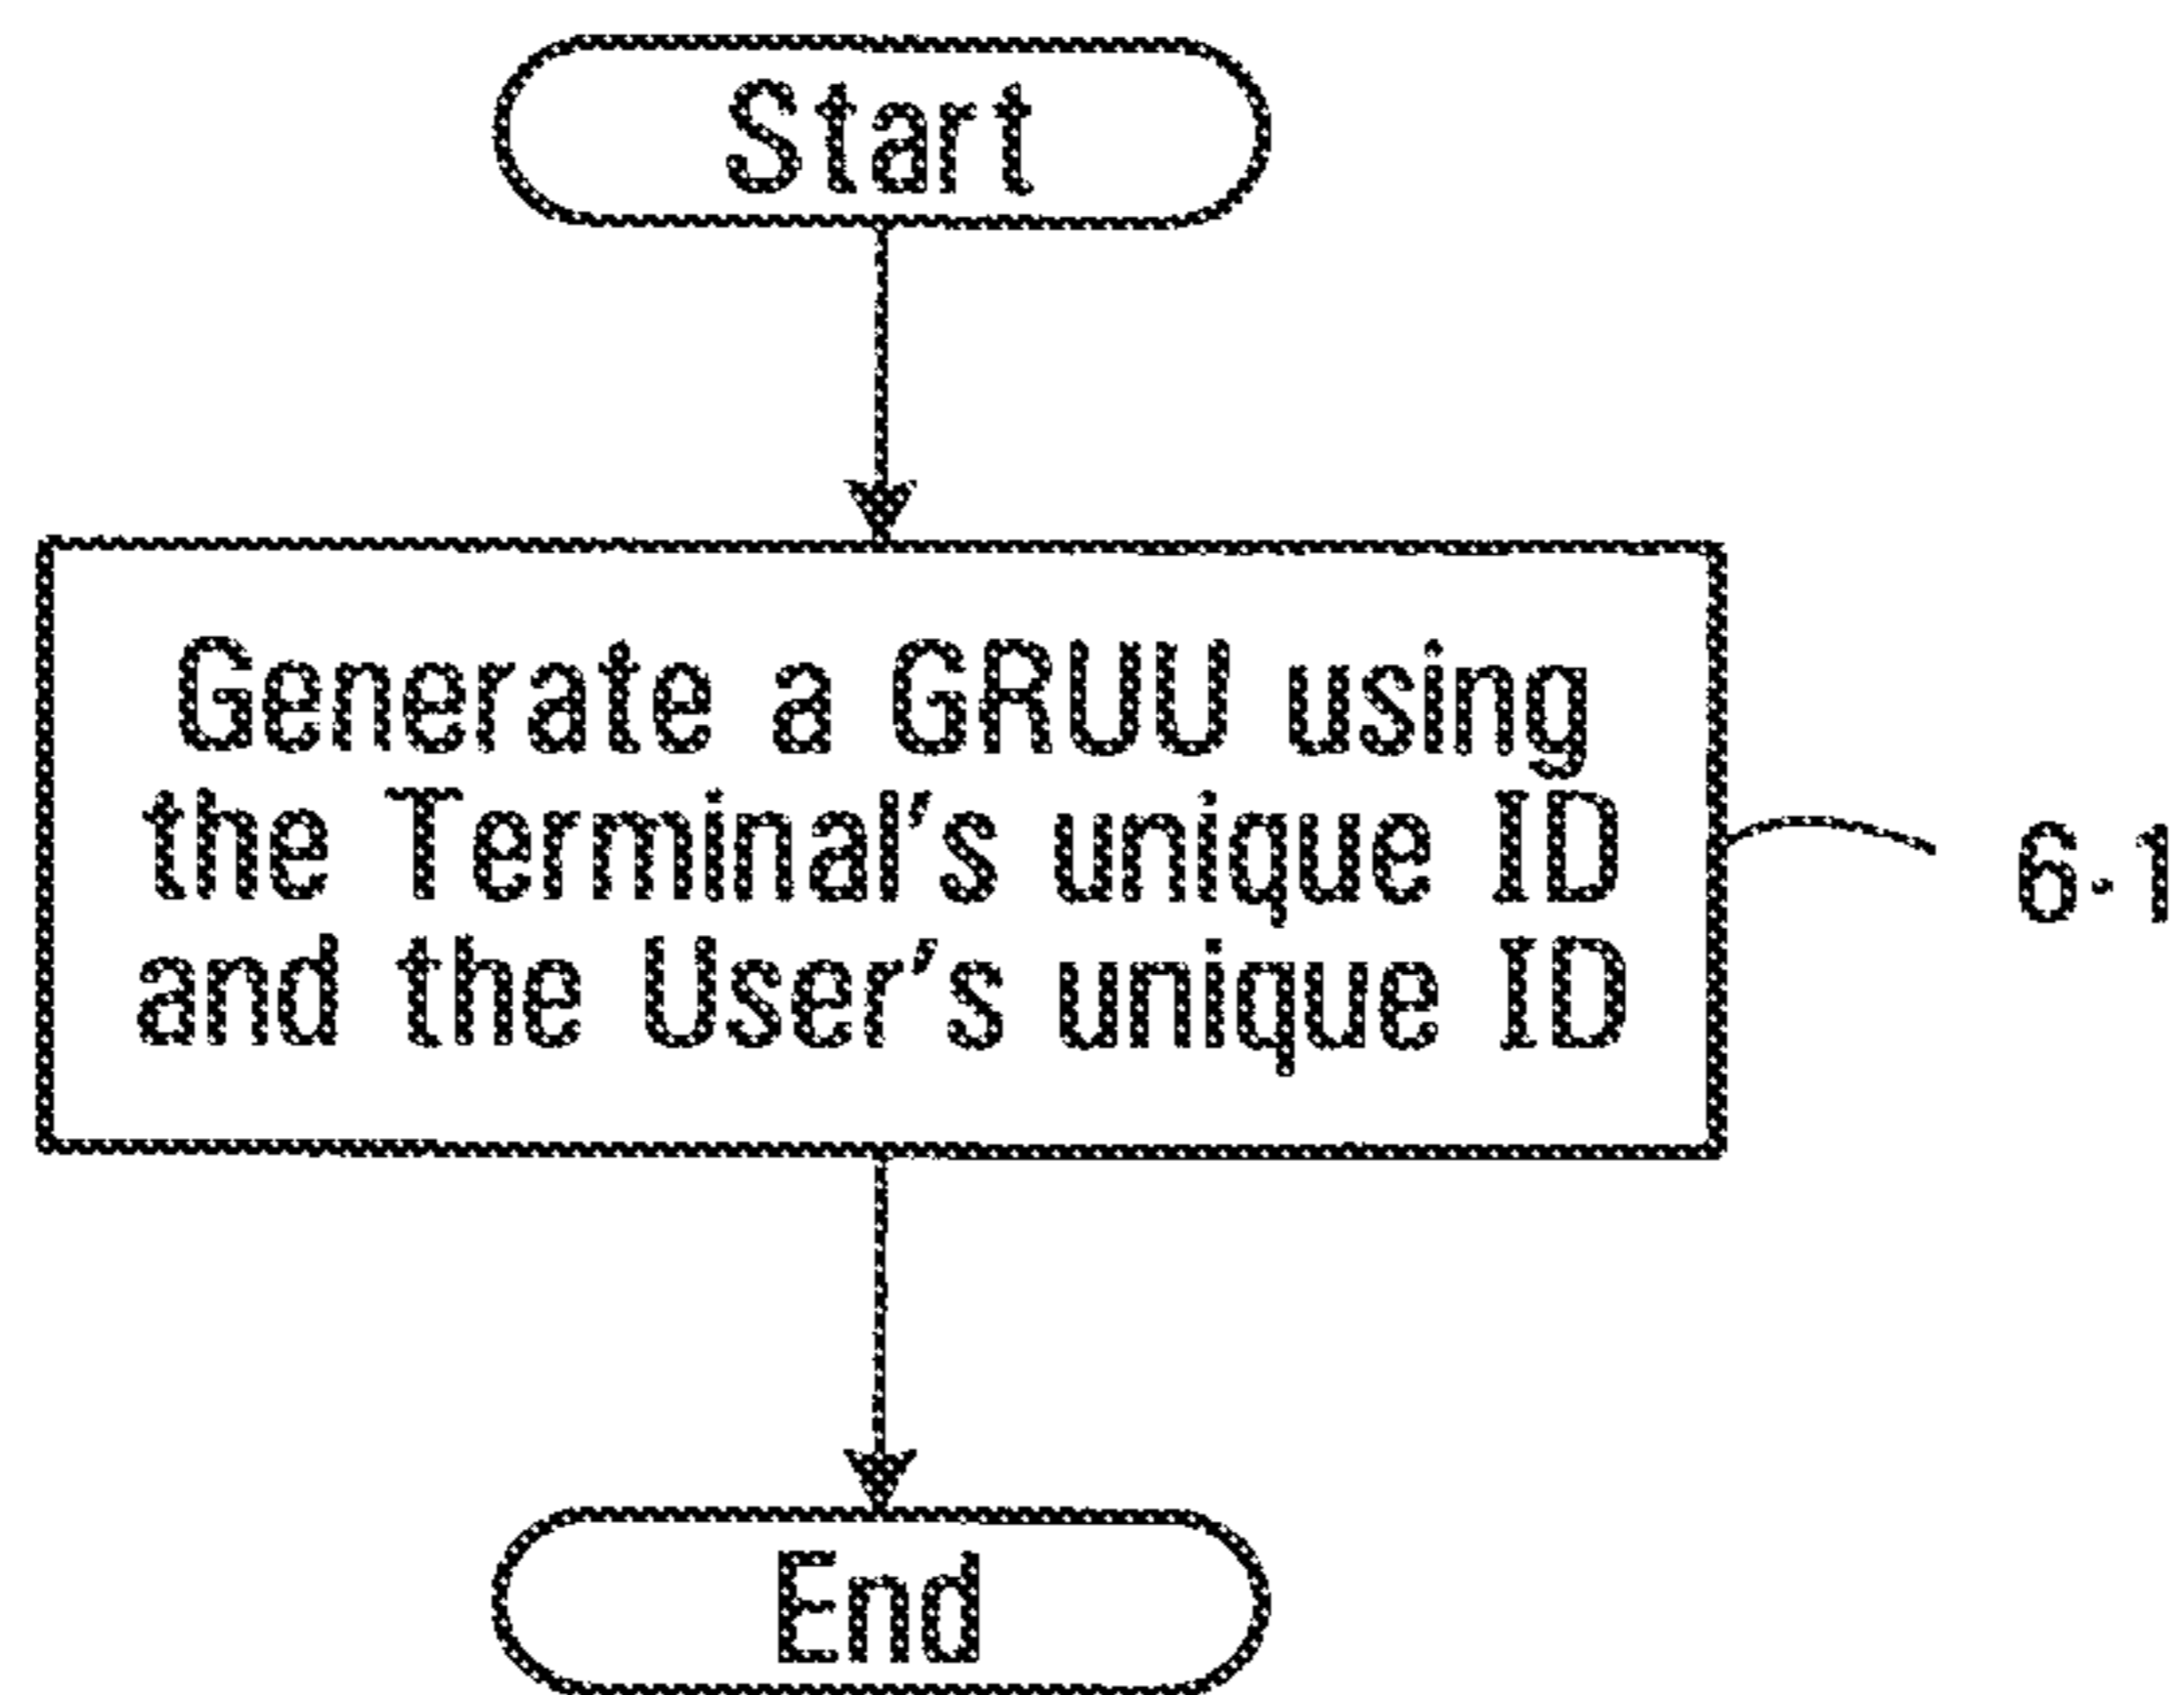 Start
Generate a GRUU using
the Terminal's unique ID
and the User's unique ID
6-1
End